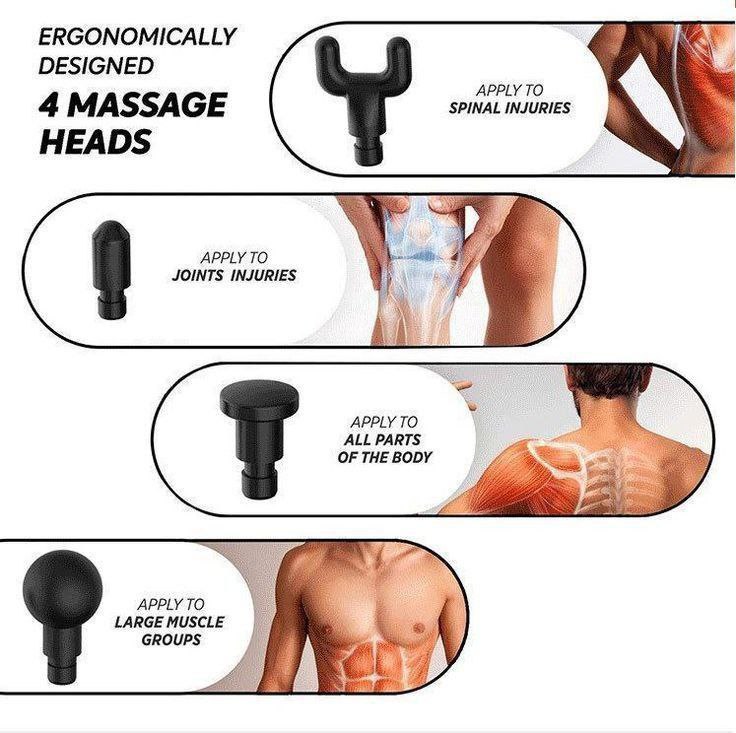 ERGONOMICALLY
DESIGNED
4 MASSAGE
HEADS
APPLY TO
SPINAL INJURIES
APPLY TO
JOINTS INJURIES
APPLY TO
ALL PARTS
OF THE BODY
APPLY TO
LARGE MUSCLE
GROUPS